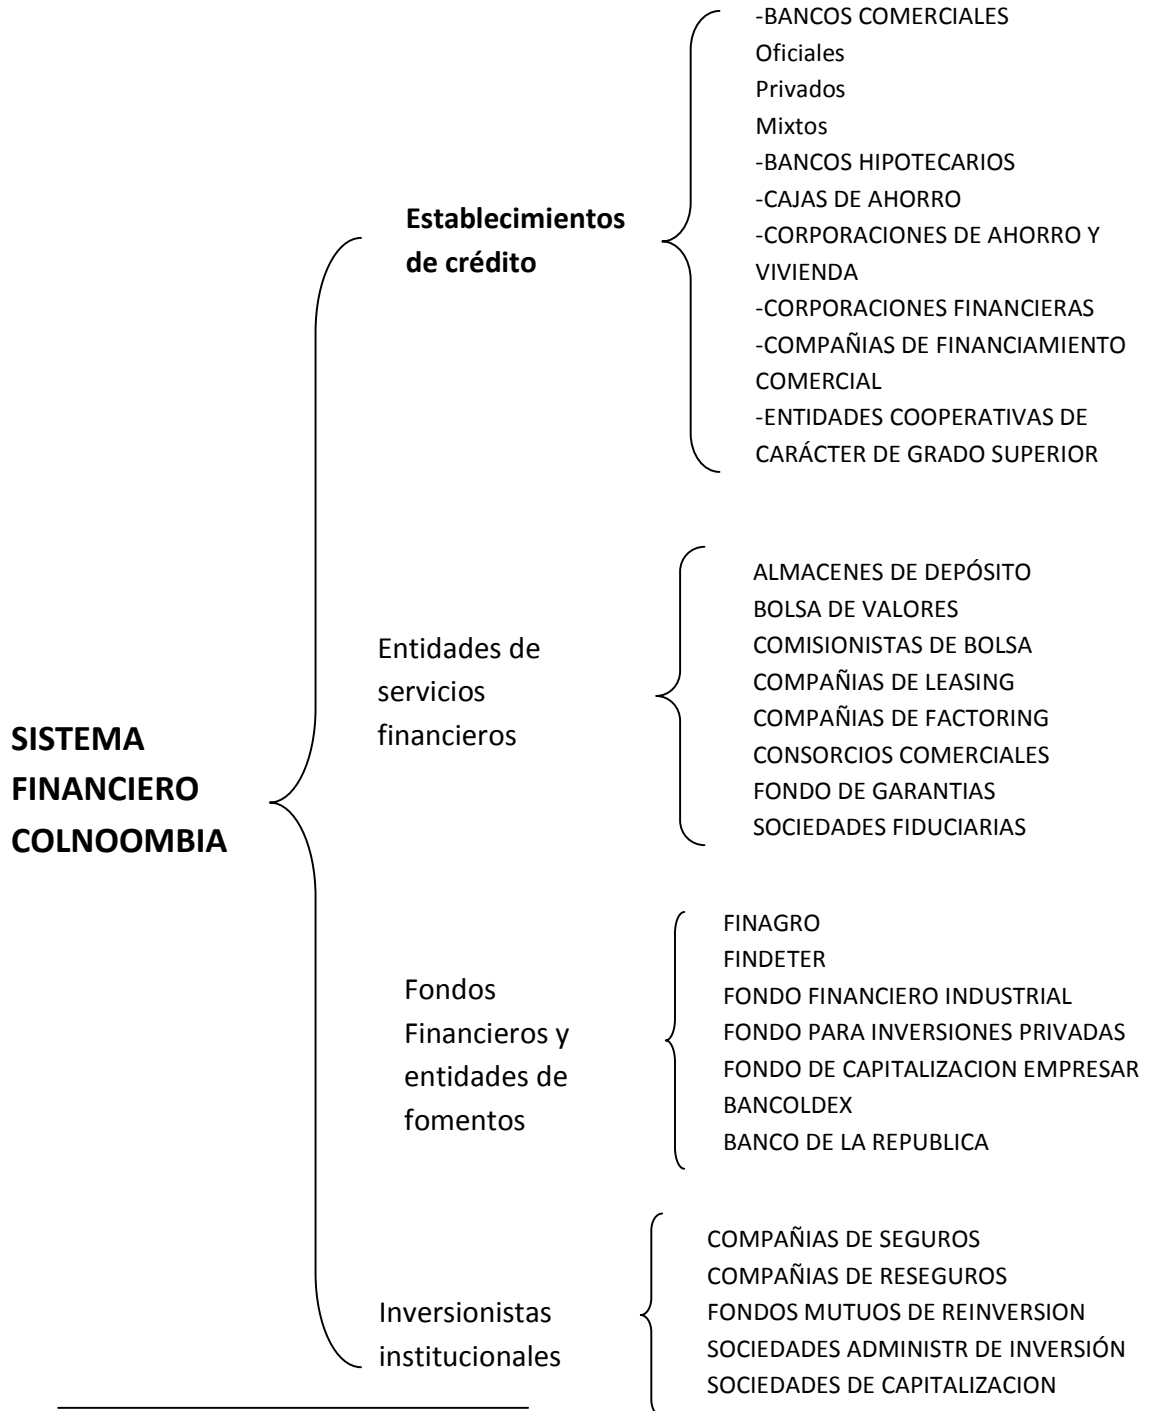 SISTEMA
FINANCIERO
COLNOOMBIA
Establecimientos
de crédito
-BANCOS COMERCIALES
Oficiales
Privados
Mixtos
-BANCOS HIPOTECARIOS
-CAJAS DE AHORRO
-CORPORACIONES DE AHORRO Y
VIVIENDA
-CORPORACIONES FINANCIERAS
-COMPAÑIAS DE FINANCIAMIENTO
COMERCIAL
-ENTIDADES COOPERATIVAS DE
CARÁCTER DE GRADO SUPERIOR
Entidades de
servicios
financieros
ALMACENES DE DEPÓSITO
BOLSA DE VALORES
COMISIONISTAS DE BOLSA
COMPAÑIAS DE LEASING
COMPAÑIAS DE FACTORING
CONSORCIOS COMERCIALES
FONDO DE GARANTIAS
SOCIEDADES FIDUCIARIAS
Fondos
Financieros y
entidades de
fomentos
FINAGRO
FINDETER
FONDO FINANCIERO INDUSTRIAL
FONDO PARA INVERSIONES PRIVADAS
FONDO DE CAPITALIZACION EMPRESAR
BANCOLDEX
BANCO DE LA REPUBLICA
Inversionistas
institucionales
COMPAÑIAS DE SEGUROS
COMPAÑIAS DE RESEGUROS
FONDOS MUTUOS DE REINVERSION
SOCIEDADES ADMINISTR DE INVERSIÓN
SOCIEDADES DE CAPITALIZACION